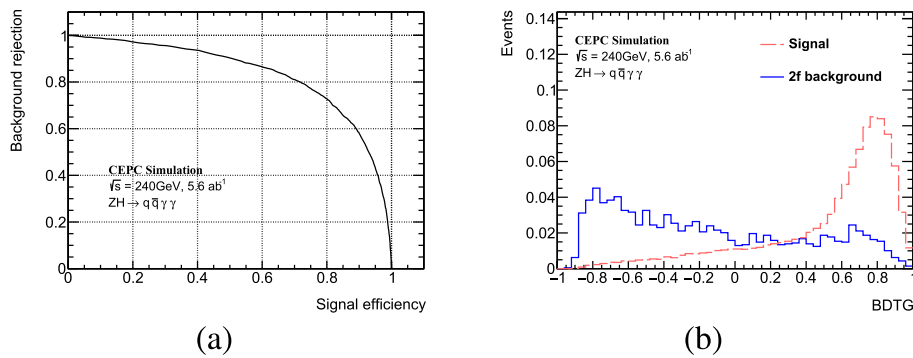 Background rejection
1
0.8
0.6
0.4
0.2
0
CEPC Simulation
√s = 240GeV, 5.6 ab⁻¹
ZH → q q̅ γ γ
0 0.2 0.4 0.6 0.8 1
Signal efficiency
(a)
Events
0.14
0.12
0.1
0.08
0.06
0.04
0.02
0
CEPC Simulation
√s = 240GeV, 5.6 ab⁻¹
ZH → q q̅ γ γ
Signal
2f background
−1 −0.8 −0.6 −0.4 −0.2 0 0.2 0.4 0.6 0.8 1
BDTG
(b)